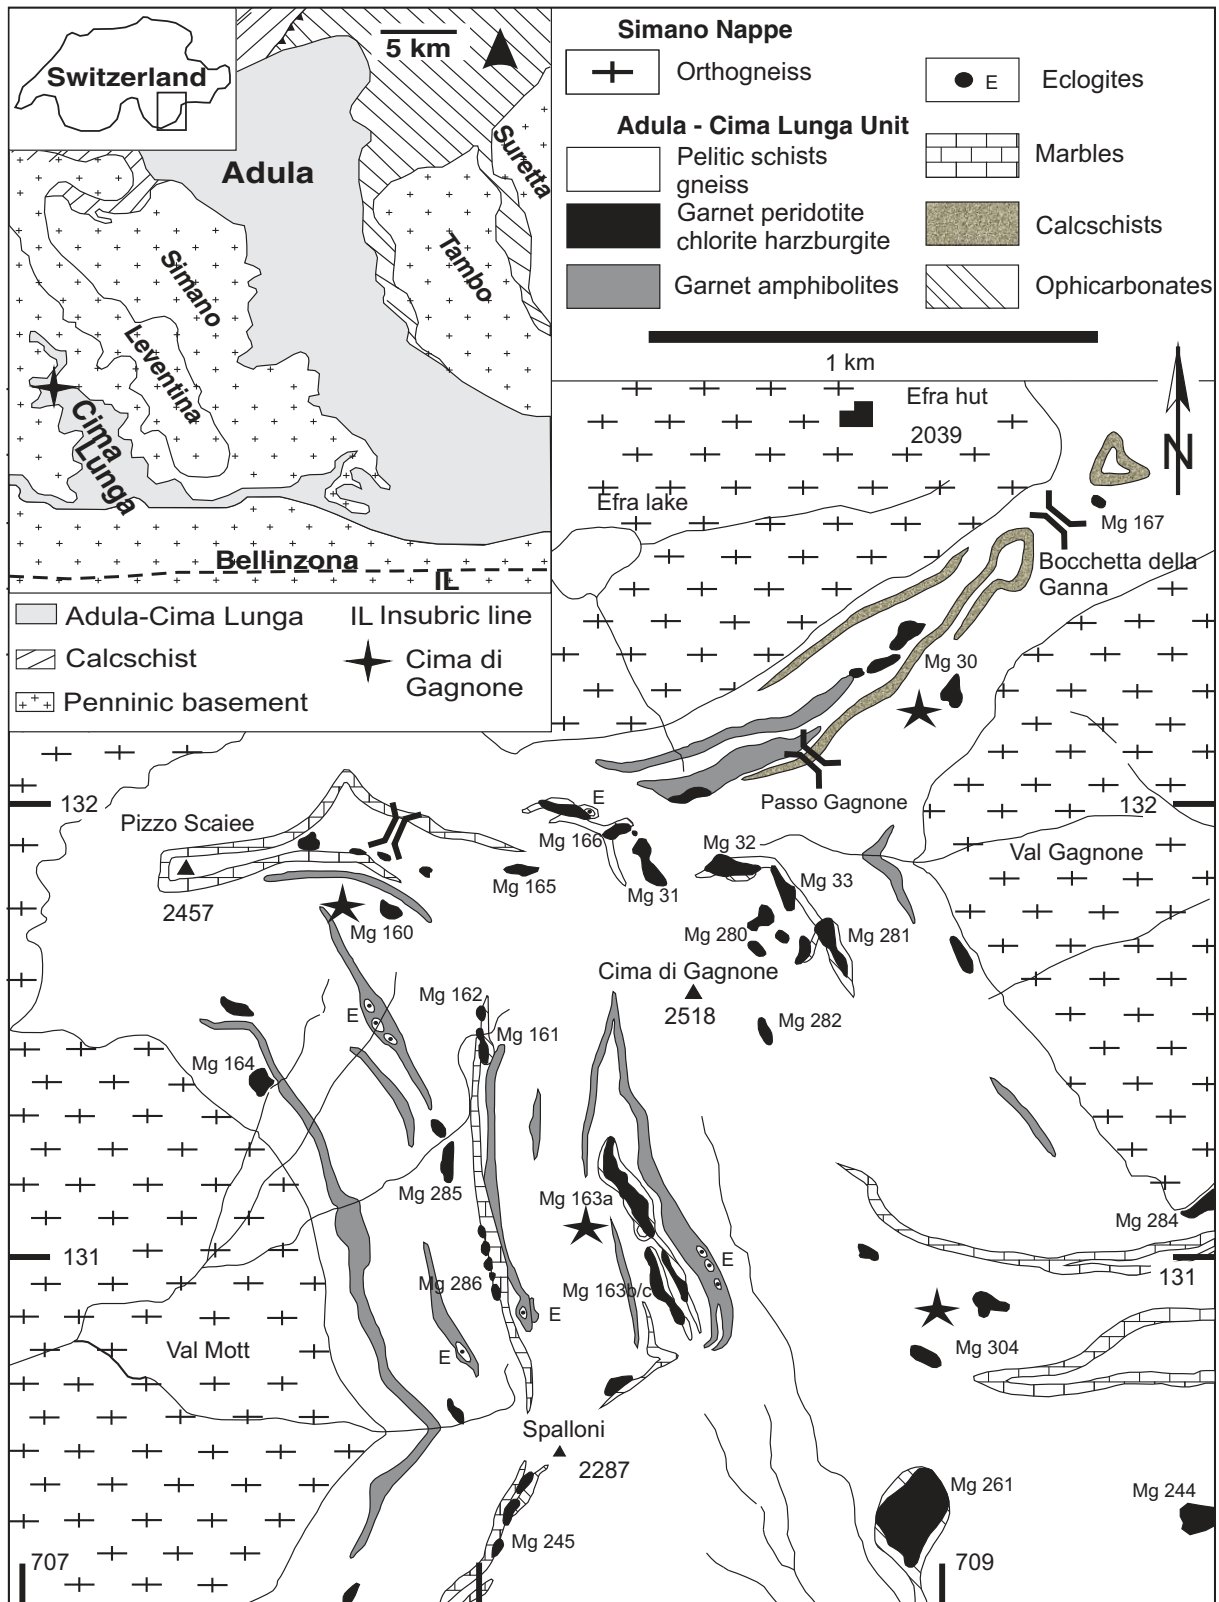 Switzerland
5 km
Adula
Suretta
Tambo
Simano
Leventina
Cima
Lunga
Bellinzona
IL
Adula-Cima Lunga
IL Insubric line
Calcschist
Cima di
Gagnone
Penninic basement
Simano Nappe
Orthogneiss
E
Eclogites
Adula - Cima Lunga Unit
Pelitic schists
gneiss
Marbles
Garnet peridotite
chlorite harzburgite
Calcschists
Garnet amphibolites
Ophicarbonates
1 km
N
Efra hut
2039
Efra lake
Mg 167
Bocchetta della
Ganna
Mg 30
Passo Gagnone
132
132
Pizzo Scaiee
2457
E
Mg 166
Mg 165
Mg 31
Mg 32
Mg 33
Val Gagnone
Mg 160
Mg 280
Mg 281
Cima di Gagnone
2518
Mg 282
E
Mg 162
Mg 161
Mg 164
Mg 285
Mg 163a
Mg 284
131
131
E
Mg 286
Mg 163b/c
E
E
Mg 304
Val Mott
Spalloni
2287
Mg 261
Mg 244
Mg 245
707
709